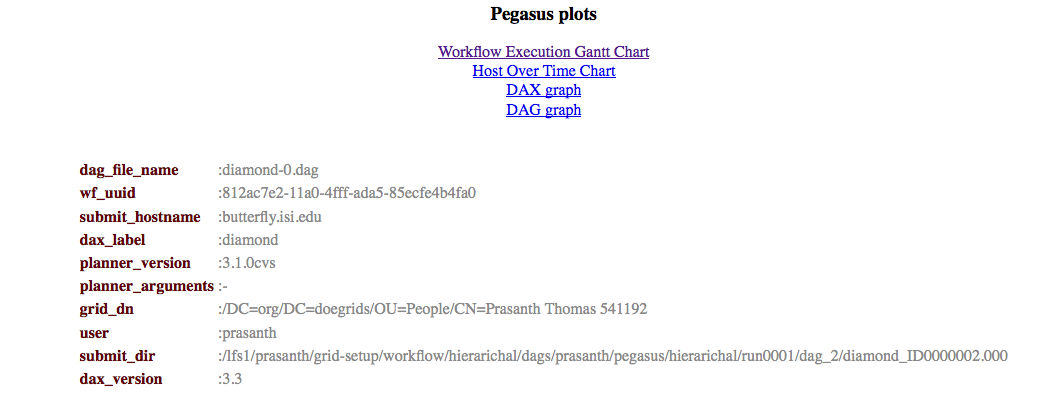 Pegasus plots
Workflow Execution Gantt Chart
Host Over Time Chart
DAX graph
DAG graph
dag_file_name :diamond-0.dag
wf_uuid :812ac7e2-11a0-4fff-ada5-85ecfe4b4fa0
submit_hostname :butterfly.isi.edu
dax_label :diamond
planner_version :3.1.0cvs
planner_arguments :-
grid_dn :/DC=org/DC=doegrids/OU=People/CN=Prasanth Thomas 541192
user :prasanth
submit_dir :/lfs1/prasanth/grid-setup/workflow/hierarichal/dags/prasanth/pegasus/hierarichal/run0001/dag_2/diamond_ID0000002.000
dax_version :3.3